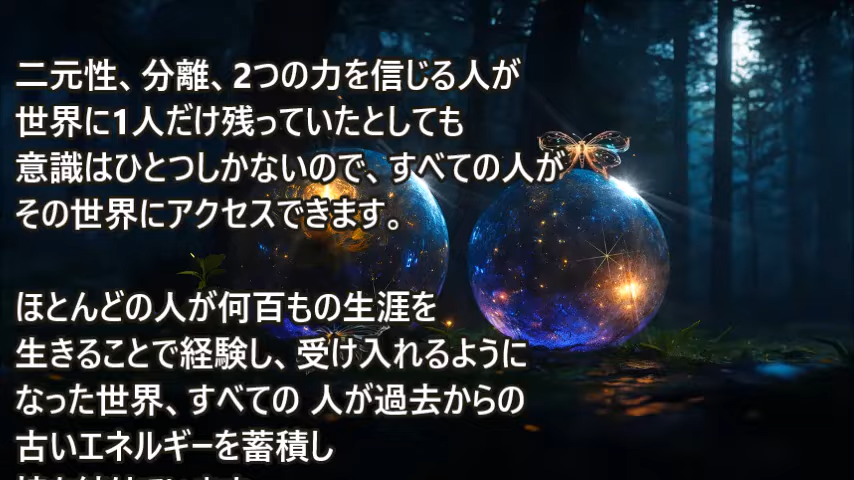 二元性、分離、2つの力を信じる人が
世界に1人だけ残っていたとしても
意識はひとつしかないので、すべての人が
その世界にアクセスできます。
ほとんどの人が何百もの生涯を
生きることで経験し、受け入れるように
なった世界、すべての 人が過去からの
古いエネルギーを蓄積し